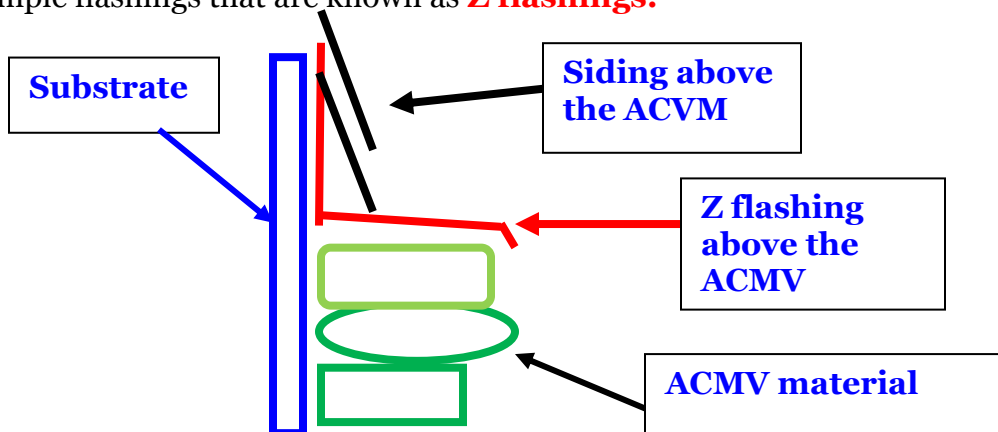 mple flashings that are known as Z flashings.
Substrate
Siding above
the ACVM
Z flashing
above the
ACMV
ACMV material